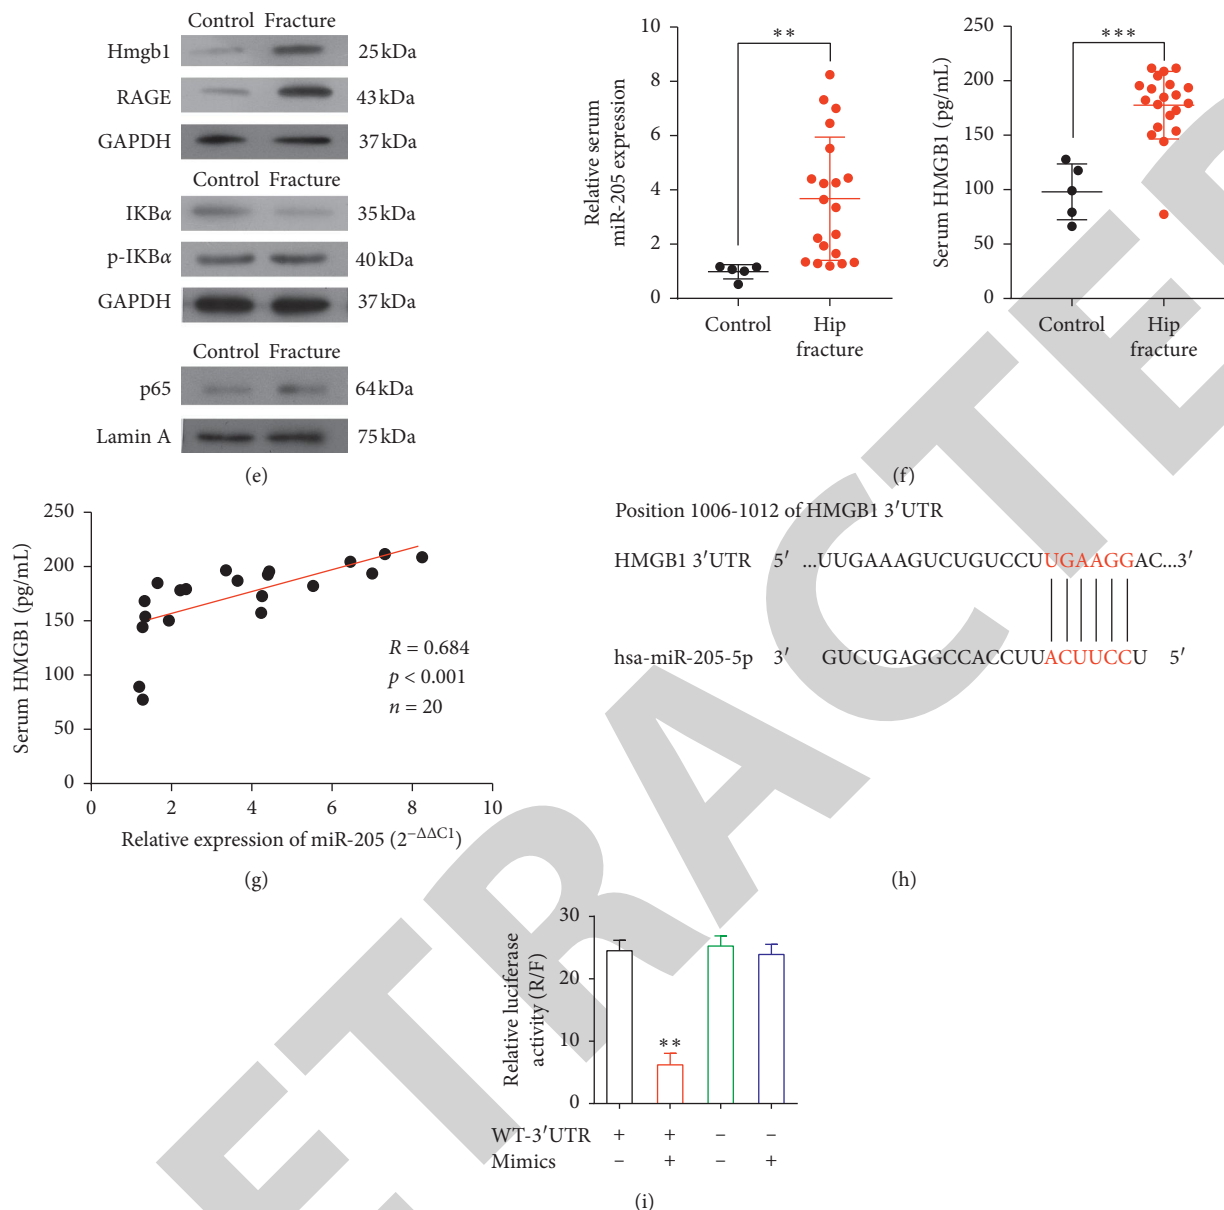 Control Fracture
Hmgb1 25 kDa
RAGE 43 kDa
GAPDH 37 kDa
Control Fracture
IKBα 35 kDa
p-IKBα 40 kDa
GAPDH 37 kDa
Control Fracture
p65 64 kDa
Lamin A 75 kDa
(e)
Relative serum
miR-205 expression
10
8
6
4
2
0
**
Control Hip
fracture
Serum HMGB1 (pg/mL)
250
200
150
100
50
0
***
Control Hip
fracture
(f)
Serum HMGB1 (pg/mL)
250
200
150
100
50
0
R = 0.684
p < 0.001
n = 20
0 2 4 6 8 10
Relative expression of miR-205 (2−ΔΔC1)
(g)
Position 1006-1012 of HMGB1 3′UTR
HMGB1 3′UTR 5′ ...UUGAAAGUCUGUCCUUGAAGGAC...3′
hsa-miR-205-5p 3′ GUCUGAGGCCACCUUACUUCCU 5′
(h)
Relative luciferase
activity (R/F)
30
20
10
0
**
WT-3′UTR + + – –
Mimics – + – +
(i)
RETRACTED